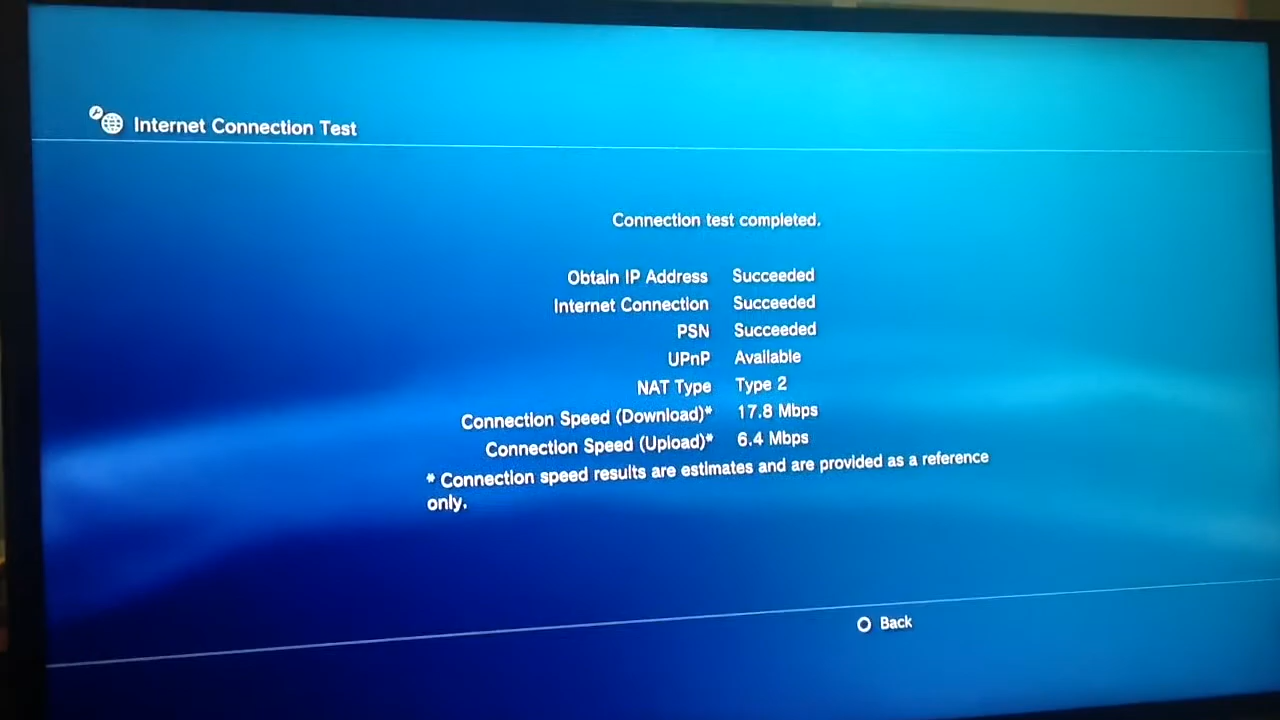 Internet Connection Test
Connection test completed.
Obtain IP Address Succeeded
Internet Connection Succeeded
PSN Succeeded
UPnP Available
NAT Type Type 2
Connection Speed (Download)* 17.8 Mbps
Connection Speed (Upload)* 6.4 Mbps
* Connection speed results are estimates and are provided as a reference
only.
Back